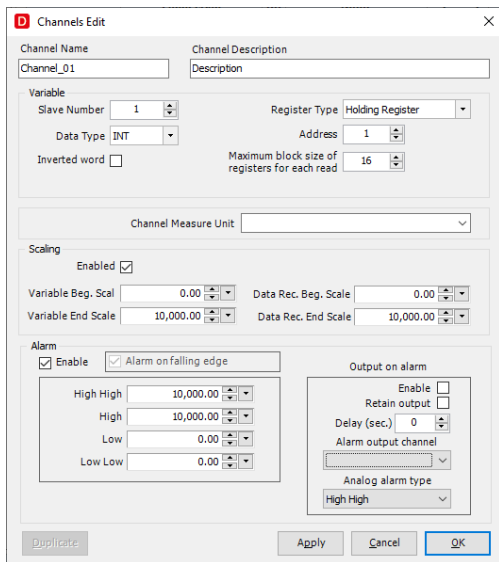 D Channels Edit
Channel Name Channel Description
Channel_01 Description
Variable
Slave Number 1 Register Type Holding Register
Data Type INT Address 1
Inverted word Maximum block size of
registers for each read 16
Channel Measure Unit
Scaling
Enabled
Variable Beg. Scal 0.00 Data Rec. Beg. Scale 0.00
Variable End Scale 10,000.00 Data Rec. End Scale 10,000.00
Alarm
Enable Alarm on falling edge Output on alarm
High High 10,000.00 Enable
High 10,000.00 Retain output
Low 0.00 Delay (sec.) 0
Low Low 0.00 Alarm output channel
Analog alarm type
High High
Duplicate Apply Cancel OK